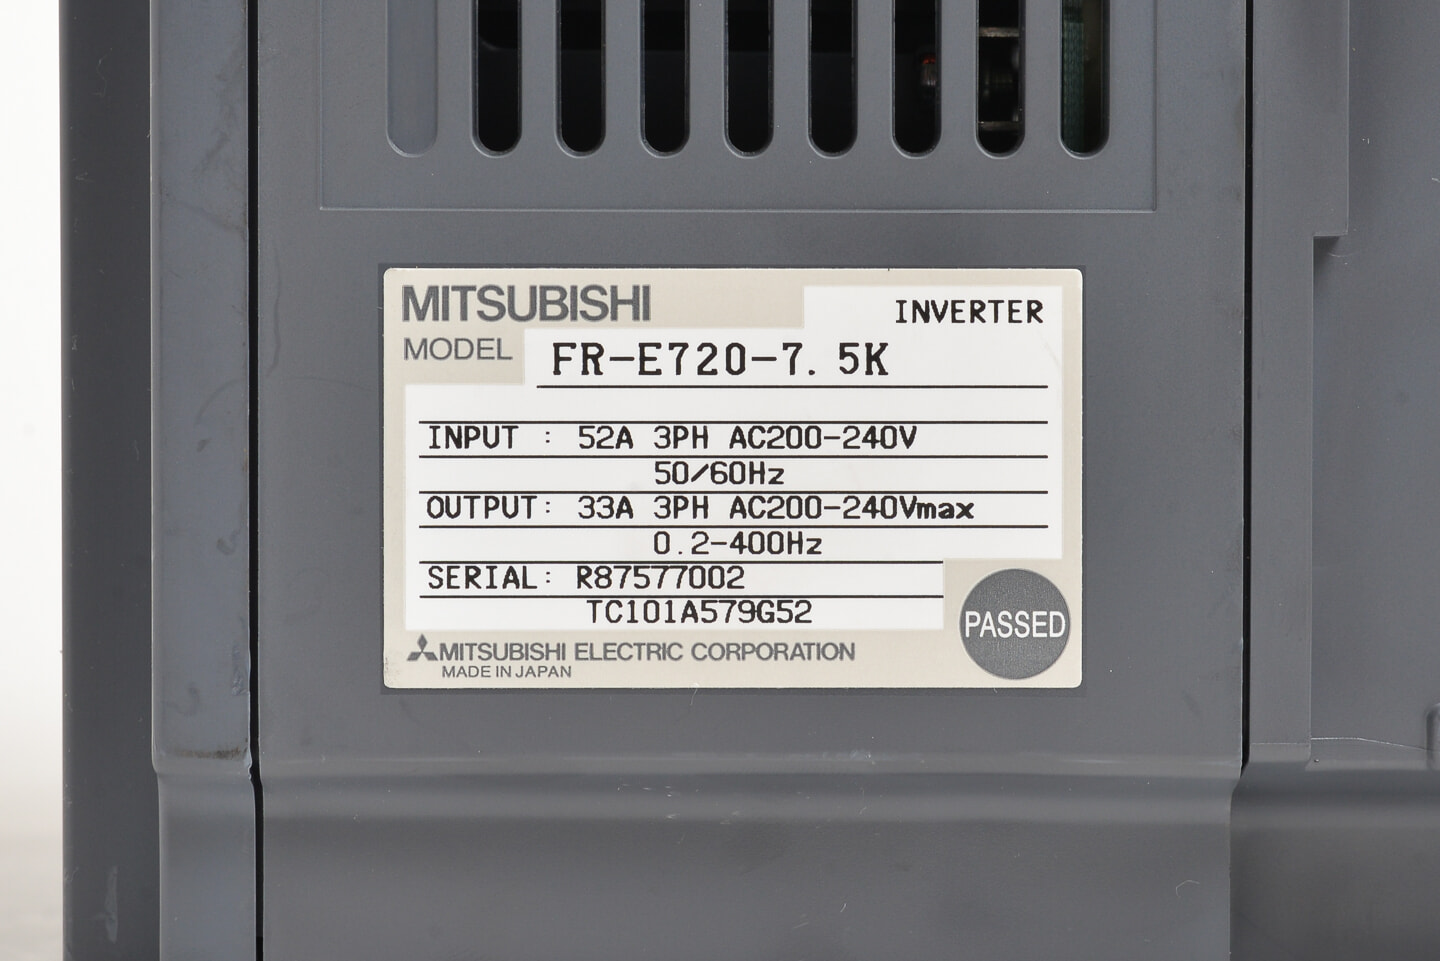 MITSUBISHI
INVERTER
MODEL FR-E720-7.5K
INPUT : 52A 3PH AC200-240V
50/60Hz
OUTPUT: 33A 3PH AC200-240Vmax
0.2-400Hz
SERIAL: R87577002
TC101A579G52
PASSED
MITSUBISHI ELECTRIC CORPORATION
MADE IN JAPAN